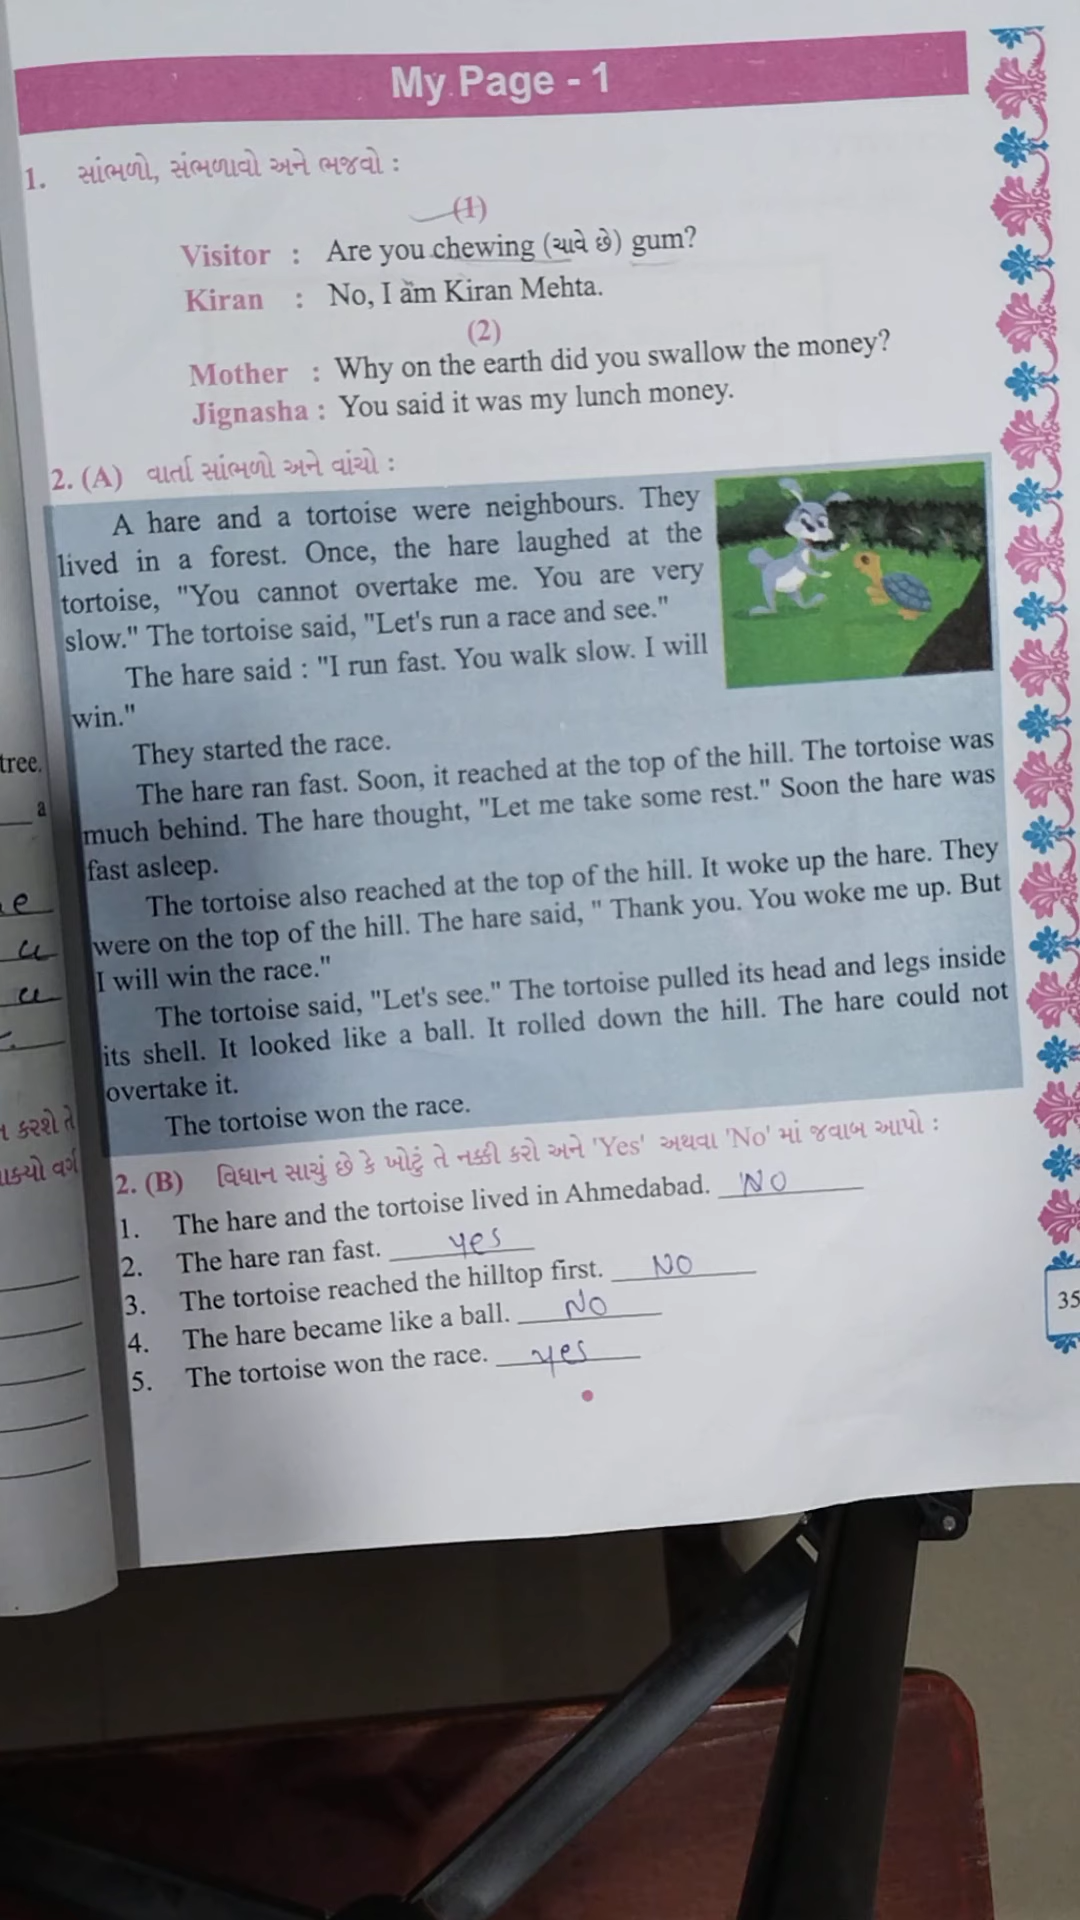 My Page - 1
1. સાંભળો, સંભળાવો અને ભજવો :
(1)
Visitor : Are you chewing (ચાવે છે) gum?
Kiran : No, I am Kiran Mehta.
(2)
Mother : Why on the earth did you swallow the money?
Jignasha : You said it was my lunch money.
2. (A) વાર્તા સાંભળો અને વાંચો :
A hare and a tortoise were neighbours. They
lived in a forest. Once, the hare laughed at the
tortoise, "You cannot overtake me. You are very
slow." The tortoise said, "Let's run a race and see."
The hare said : "I run fast. You walk slow. I will
win."
They started the race.
The hare ran fast. Soon, it reached at the top of the hill. The tortoise was
much behind. The hare thought, "Let me take some rest." Soon the hare was
fast asleep.
The tortoise also reached at the top of the hill. It woke up the hare. They
were on the top of the hill. The hare said, " Thank you. You woke me up. But
I will win the race."
The tortoise said, "Let's see." The tortoise pulled its head and legs inside
its shell. It looked like a ball. It rolled down the hill. The hare could not
overtake it.
The tortoise won the race.
2. (B) વિધાન સાચું છે કે ખોટું તે નક્કી કરો અને 'Yes' અથવા 'No' માં જવાબ આપો :
1. The hare and the tortoise lived in Ahmedabad. NO
2. The hare ran fast. yes
3. The tortoise reached the hilltop first. NO
4. The hare became like a ball. NO
5. The tortoise won the race. yes
35
tree.
a
e
u
u
કરશે તે
વર્ગ